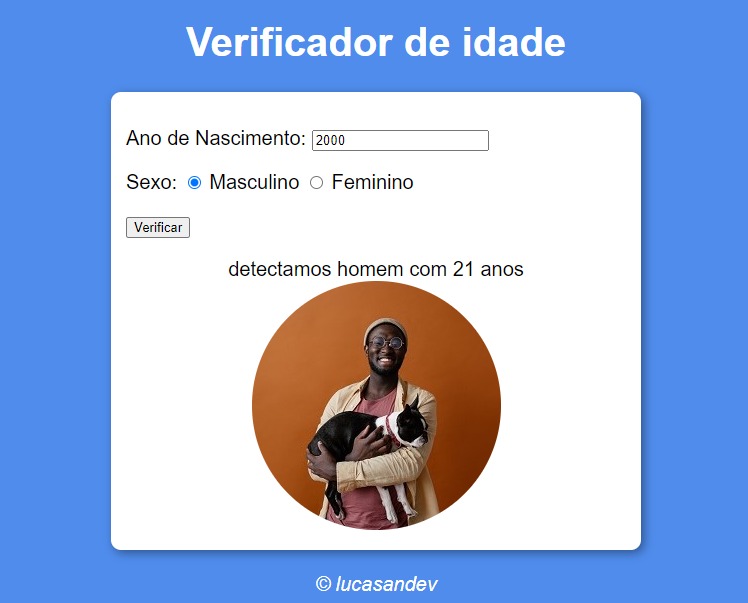 Verificador de idade
Ano de Nascimento: 2000
Sexo: Masculino Feminino
Verificar
detectamos homem com 21 anos
© lucasandev